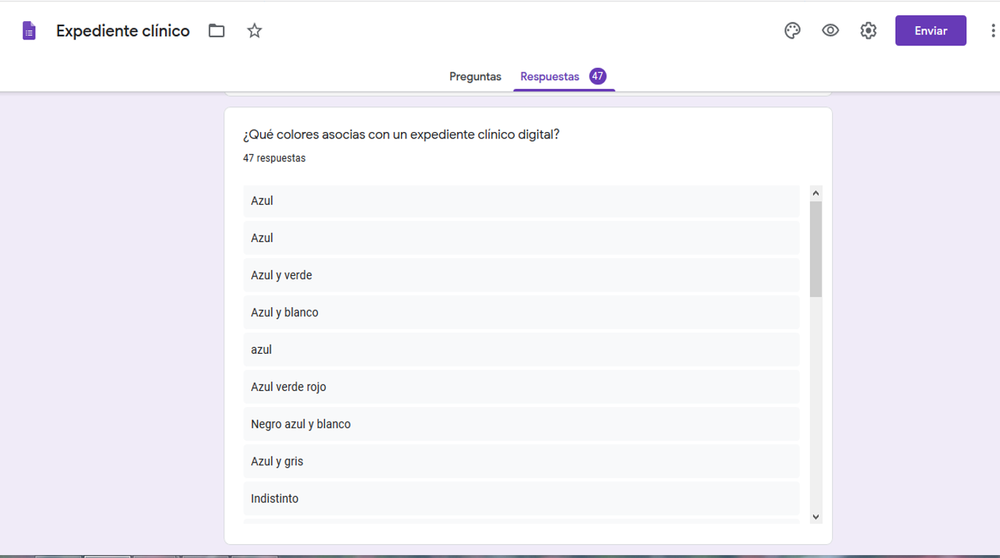 Expediente clínico
Enviar
Preguntas
Respuestas 47
¿Qué colores asocias con un expediente clínico digital?
47 respuestas
Azul
Azul
Azul y verde
Azul y blanco
azul
Azul verde rojo
Negro azul y blanco
Azul y gris
Indistinto